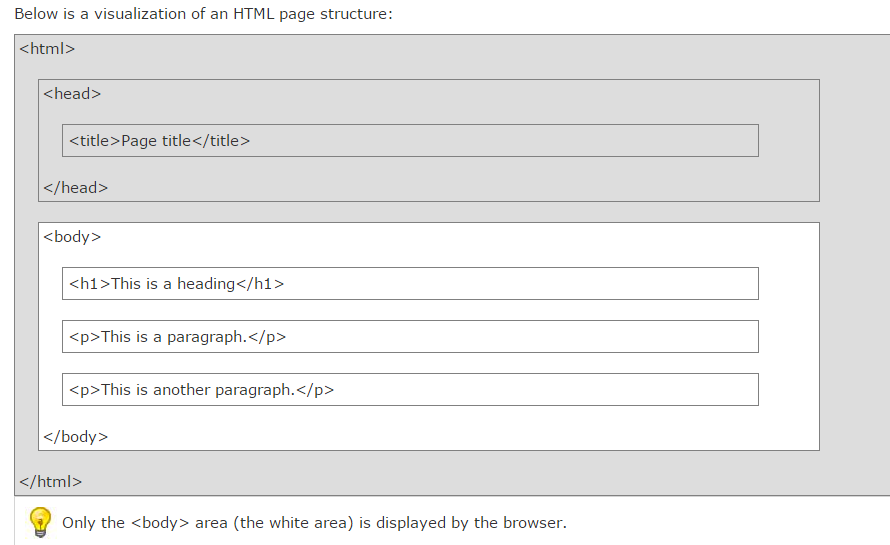 Below is a visualization of an HTML page structure:
<html>
<head>
<title>Page title</title>
</head>
<body>
<h1>This is a heading</h1>
<p>This is a paragraph.</p>
<p>This is another paragraph.</p>
</body>
</html>
Only the <body> area (the white area) is displayed by the browser.